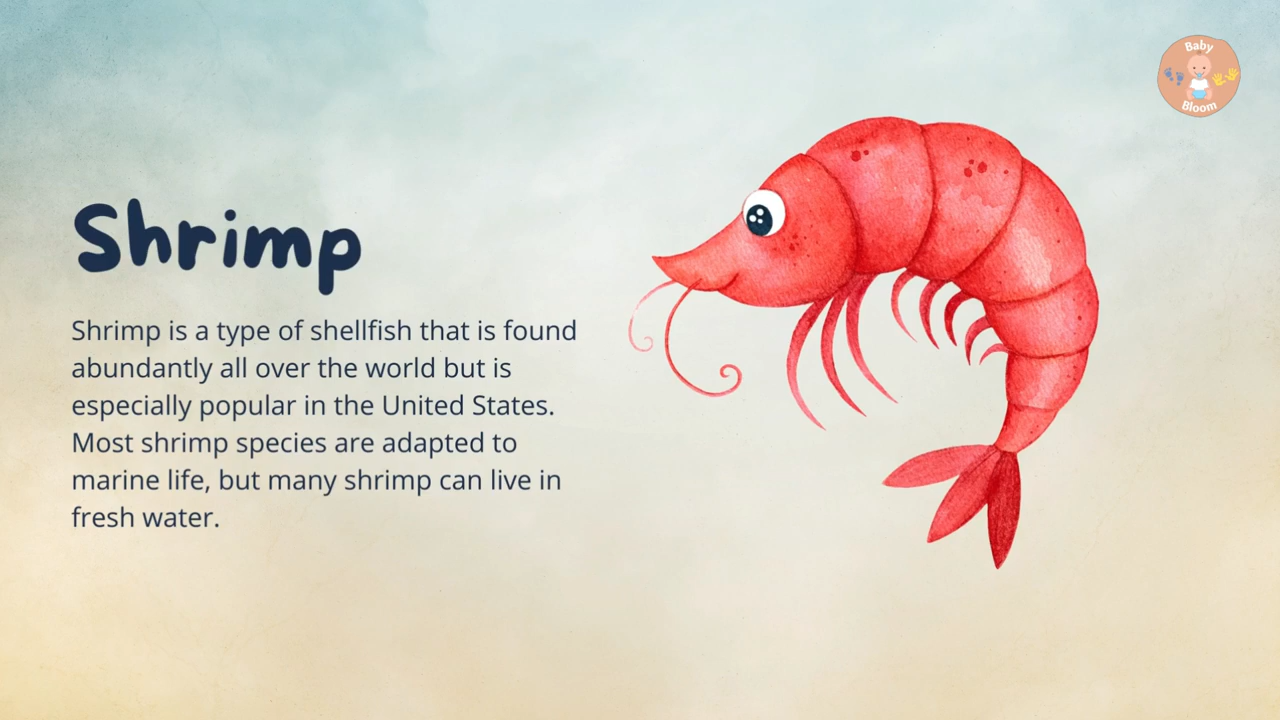 Baby
Bloom
Shrimp
Shrimp is a type of shellfish that is found
abundantly all over the world but is
especially popular in the United States.
Most shrimp species are adapted to
marine life, but many shrimp can live in
fresh water.